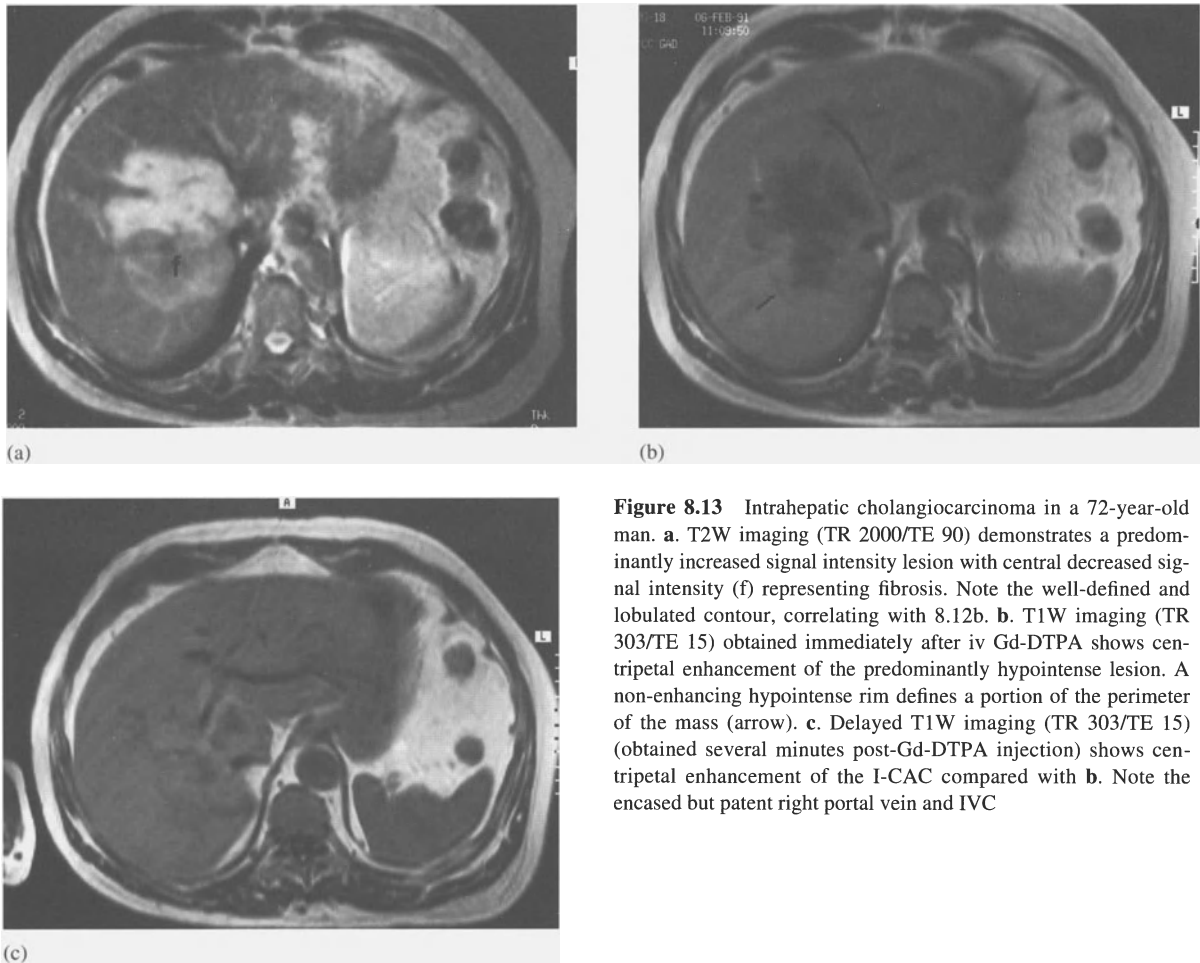 -18 06-FEB-91
11:09:50
CC GAD
L
f
2
(a)
(b)
A
L
(c)
Figure 8.13 Intrahepatic cholangiocarcinoma in a 72-year-old
man. a. T2W imaging (TR 2000/TE 90) demonstrates a predom-
inantly increased signal intensity lesion with central decreased sig-
nal intensity (f) representing fibrosis. Note the well-defined and
lobulated contour, correlating with 8.12b. b. T1W imaging (TR
303/TE 15) obtained immediately after iv Gd-DTPA shows cen-
tripetal enhancement of the predominantly hypointense lesion. A
non-enhancing hypointense rim defines a portion of the perimeter
of the mass (arrow). c. Delayed T1W imaging (TR 303/TE 15)
(obtained several minutes post-Gd-DTPA injection) shows cen-
tripetal enhancement of the I-CAC compared with b. Note the
encased but patent right portal vein and IVC